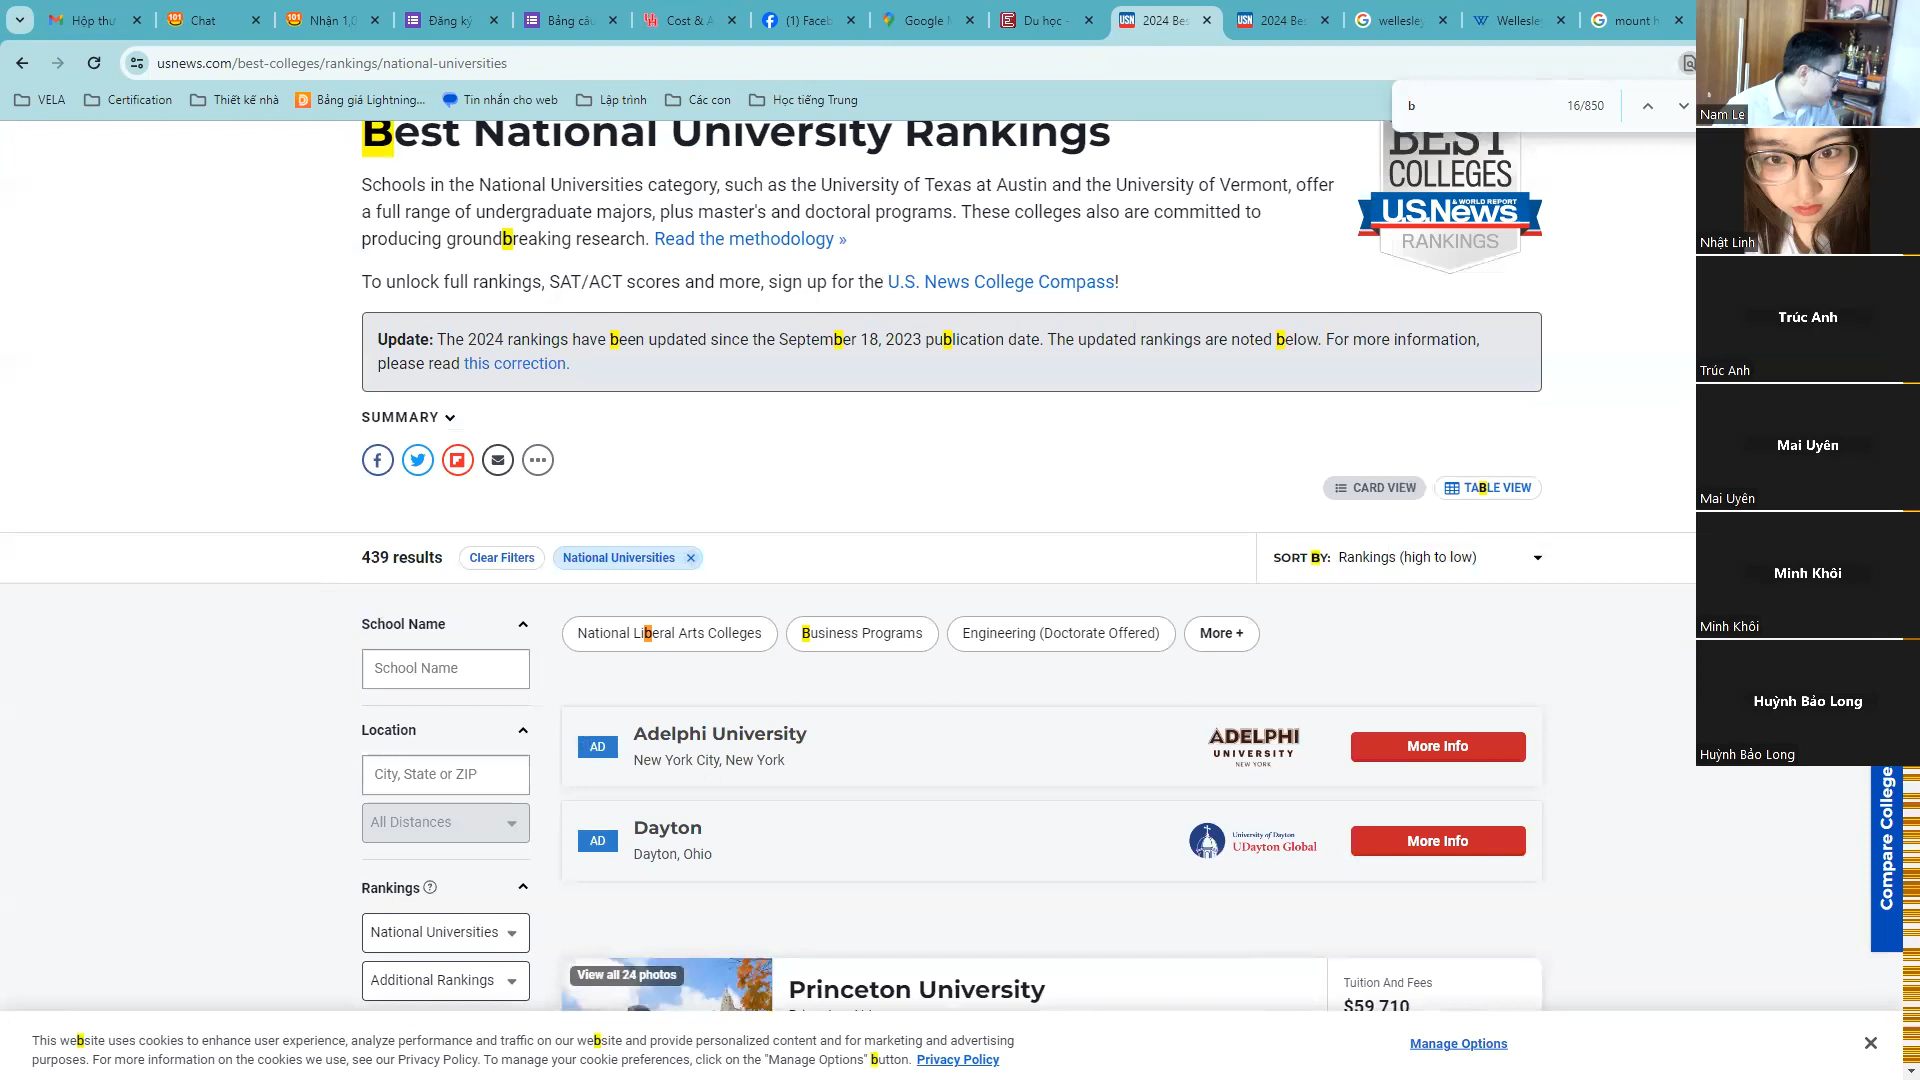 Hộp thư
Chat
Nhận 1,0
Đăng ký
Bảng câu
Cost & A
(1) Faceb
Google M
Du học -
2024 Bes
2024 Bes
wellesley
Wellesley
mount h
usnews.com/best-colleges/rankings/national-universities
VELA
Certification
Thiết kế nhà
Bảng giá Lightning...
Tin nhắn cho web
Lập trình
Các con
Học tiếng Trung
b
16/850
Best National University Rankings
Schools in the National Universities category, such as the University of Texas at Austin and the University of Vermont, offer
a full range of undergraduate majors, plus master's and doctoral programs. These colleges also are committed to
producing groundbreaking research. Read the methodology »
To unlock full rankings, SAT/ACT scores and more, sign up for the U.S. News College Compass!
BEST
COLLEGES
U.S.News
& WORLD REPORT
RANKINGS
Update: The 2024 rankings have been updated since the September 18, 2023 publication date. The updated rankings are noted below. For more information,
please read this correction.
SUMMARY
CARD VIEW
TABLE VIEW
439 results
Clear Filters
National Universities
SORT BY: Rankings (high to low)
School Name
School Name
Location
City, State or ZIP
All Distances
Rankings
National Universities
Additional Rankings
National Liberal Arts Colleges
Business Programs
Engineering (Doctorate Offered)
More +
AD
Adelphi University
New York City, New York
ADELPHI
UNIVERSITY
NEW YORK
More Info
AD
Dayton
Dayton, Ohio
University of Dayton
UDayton Global
More Info
View all 24 photos
Princeton University
Tuition And Fees
$59,710
This website uses cookies to enhance user experience, analyze performance and traffic on our website and provide personalized content and for marketing and advertising
purposes. For more information on the cookies we use, see our Privacy Policy. To manage your cookie preferences, click on the "Manage Options" button. Privacy Policy
Manage Options
Compare College
Nam Le
Nhật Linh
Trúc Anh
Trúc Anh
Mai Uyên
Mai Uyên
Minh Khôi
Minh Khôi
Huỳnh Bảo Long
Huỳnh Bảo Long